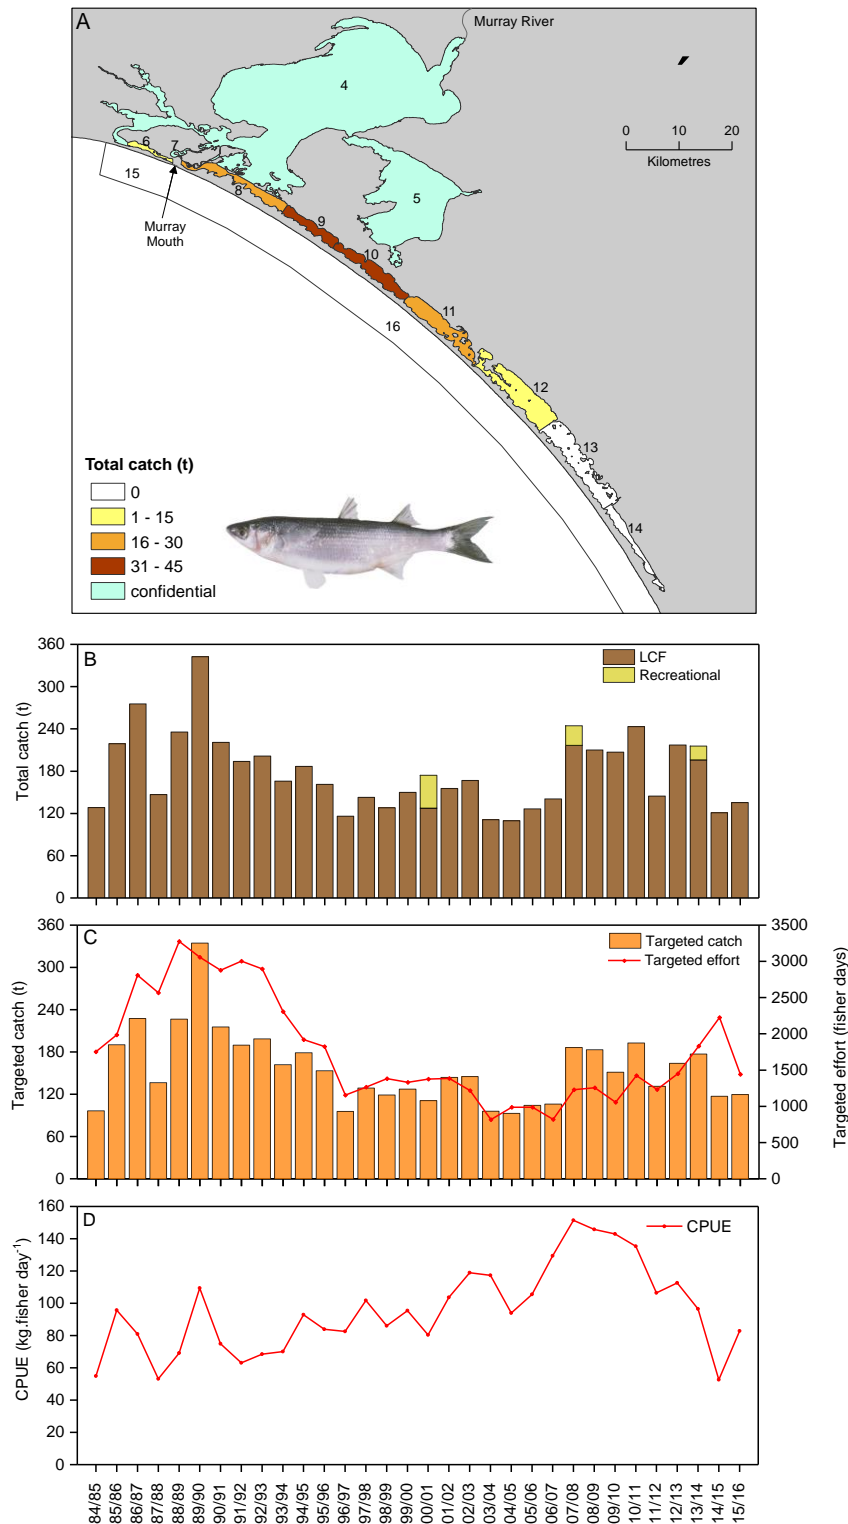 A
Murray River
4
6
7
15
5
8
Murray
Mouth
9
10
16
11
12
13
14
0 10 20
Kilometres
Total catch (t)
0
1 - 15
16 - 30
31 - 45
confidential
B
LCF
Recreational
Total catch (t)
360
300
240
180
120
60
0
C
Targeted catch
Targeted effort
Targeted catch (t)
360
300
240
180
120
60
0
3500
3000
2500
2000
1500
1000
500
0
Targeted effort (fisher days)
D
CPUE
CPUE (kg.fisher day-1)
160
140
120
100
80
60
40
20
0
84/85 85/86 86/87 87/88 88/89 89/90 90/91 91/92 92/93 93/94 94/95 95/96 96/97 97/98 98/99 99/00 00/01 01/02 02/03 03/04 04/05 05/06 06/07 07/08 08/09 09/10 10/11 11/12 12/13 13/14 14/15 15/16